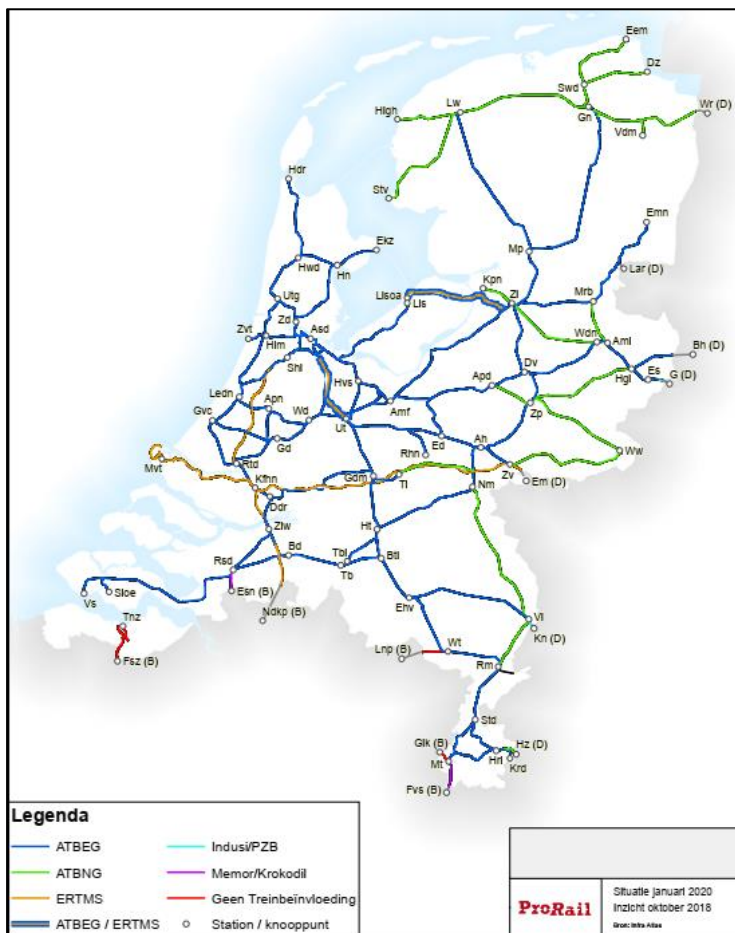 Eem
Dz
Swd
Lw
Hlgh
Gn
Wr (D)
Vdm
Hdr
Stv
Emn
Ekz
Mp
Hwd
Hn
Lar (D)
Kpn
Utg
Llsoa
Lls
Zl
Mrb
Zd
Asd
Zvt
Hlm
Wdn
Aml
Bh (D)
Shl
Hvs
Dv
Es
Apd
Hgl
G (D)
Ledn
Apn
Amf
Gvc
Wd
Zp
Ut
Gd
Ed
Ah
Ww
Rtd
Rhn
Mvt
Kfhn
Gdm
Tl
Zv
Em (D)
Ddr
Nm
Zlw
Ht
Bd
Tbi
Rsd
Tb
Btl
Sloe
Vs
Esn (B)
Ehv
Ndkp (B)
Tnz
Vl
Kn (D)
Wt
Fsz (B)
Lnp (B)
Rm
Std
Glk (B)
Hz (D)
Mt
Hrl
Krd
Fvs (B)
Legenda
ATBEG
Indusi/PZB
ATBNG
Memor/Krokodil
ERTMS
Geen Treinbeïnvloeding
ATBEG / ERTMS
Station / knooppunt
ProRail
Situatie januari 2020
Inzicht oktober 2018
Bron: Infra Atlas